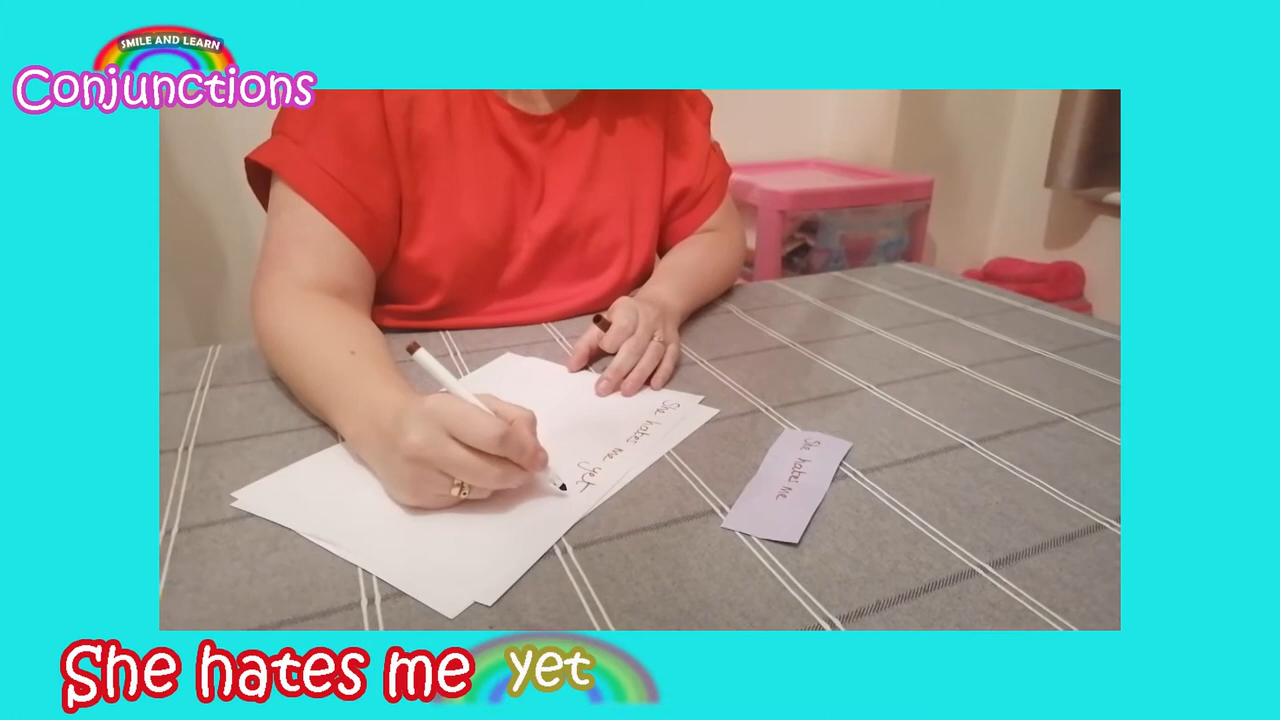 SMILE AND LEARN
Conjunctions
She hates me yet
She hates me
She hates me yet